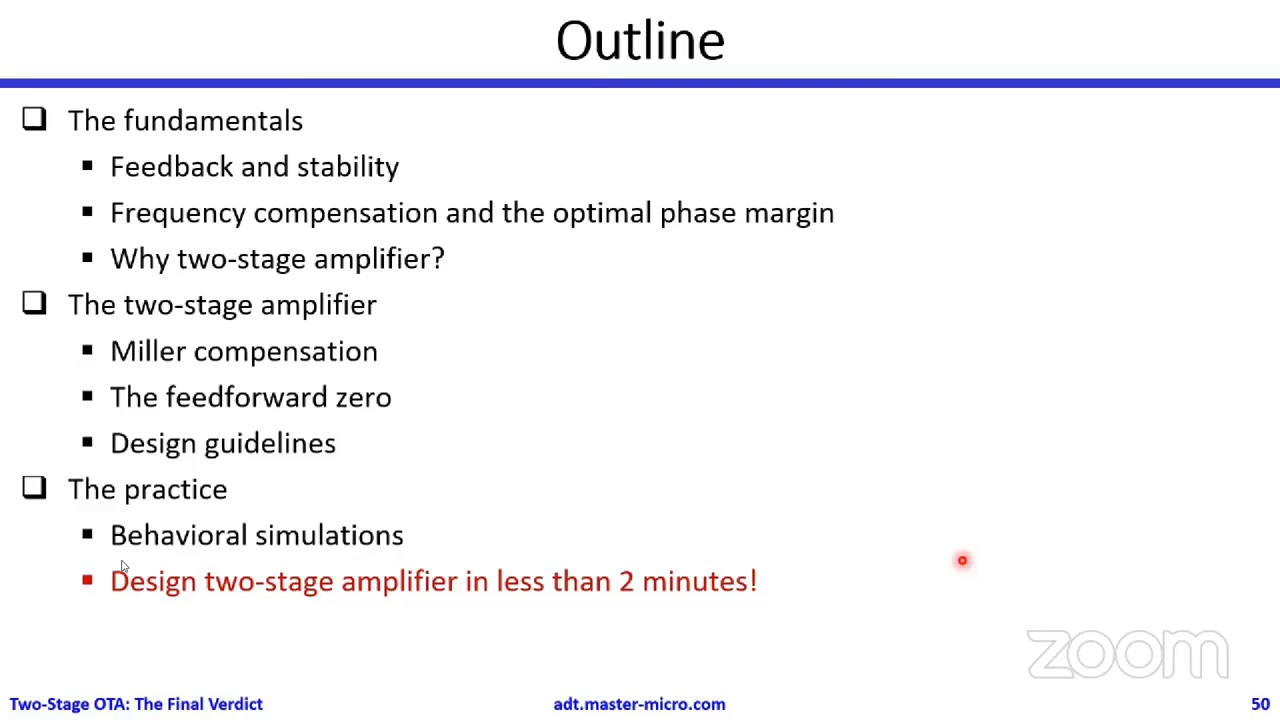 Outline
The fundamentals
Feedback and stability
Frequency compensation and the optimal phase margin
Why two-stage amplifier?
The two-stage amplifier
Miller compensation
The feedforward zero
Design guidelines
The practice
Behavioral simulations
Design two-stage amplifier in less than 2 minutes!
zoom
Two-Stage OTA: The Final Verdict
adt.master-micro.com
50